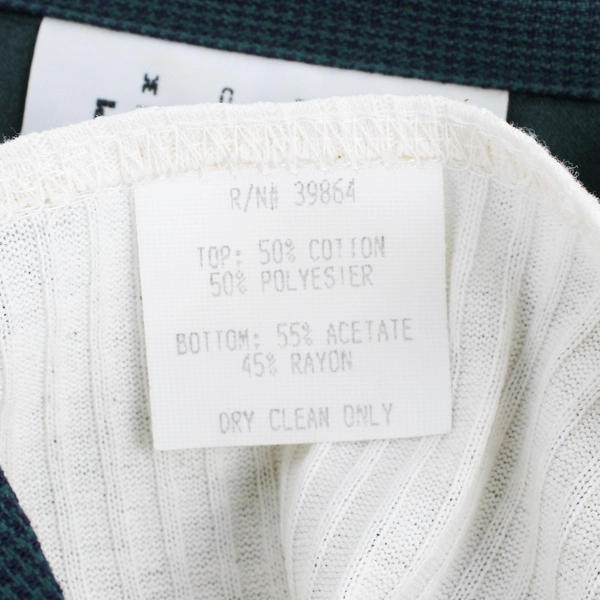 R/N# 39864
TOP: 50% COTTON
50% POLYESTER
BOTTOM: 55% ACETATE
45% RAYON
DRY CLEAN ONLY